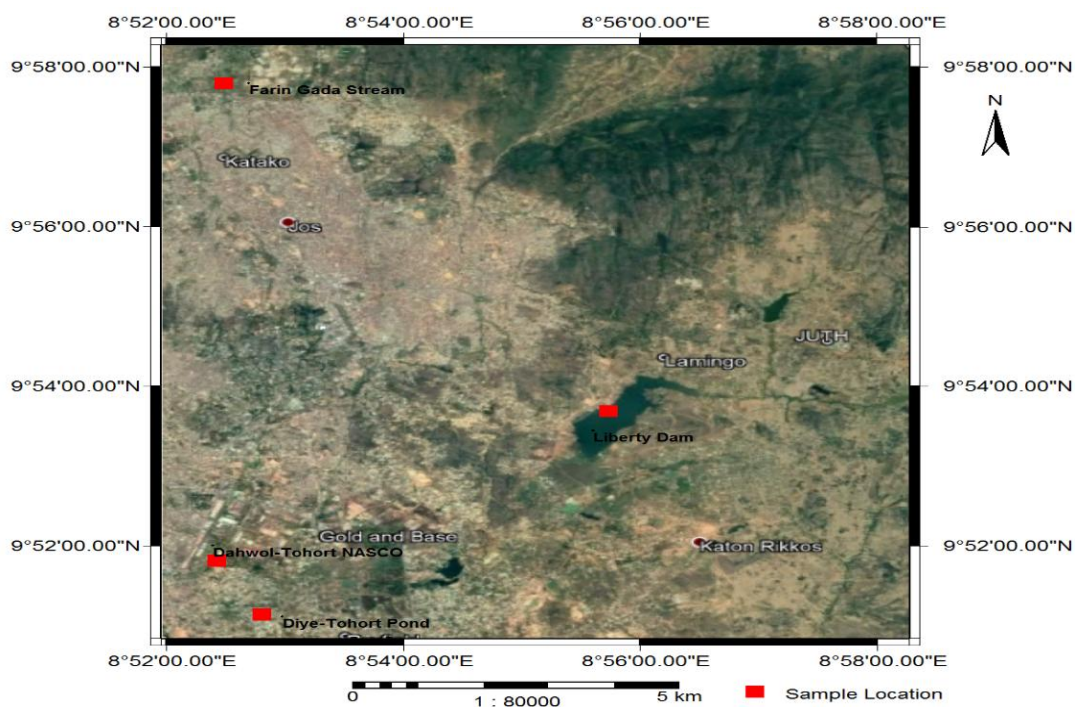 8°52'00.00"E 8°54'00.00"E 8°56'00.00"E 8°58'00.00"E
9°58'00.00"N 9°58'00.00"N
N
Farin Gada Stream
Katako
9°56'00.00"N 9°56'00.00"N
Jos
JUTH
Lamingo
9°54'00.00"N 9°54'00.00"N
Liberty Dam
Gold and Base
9°52'00.00"N 9°52'00.00"N
Dahwol-Tohort NASCO
Katon Rikkos
Diye-Tohort Pond
8°52'00.00"E 8°54'00.00"E 8°56'00.00"E 8°58'00.00"E
0 5 km
1 : 80000
Sample Location